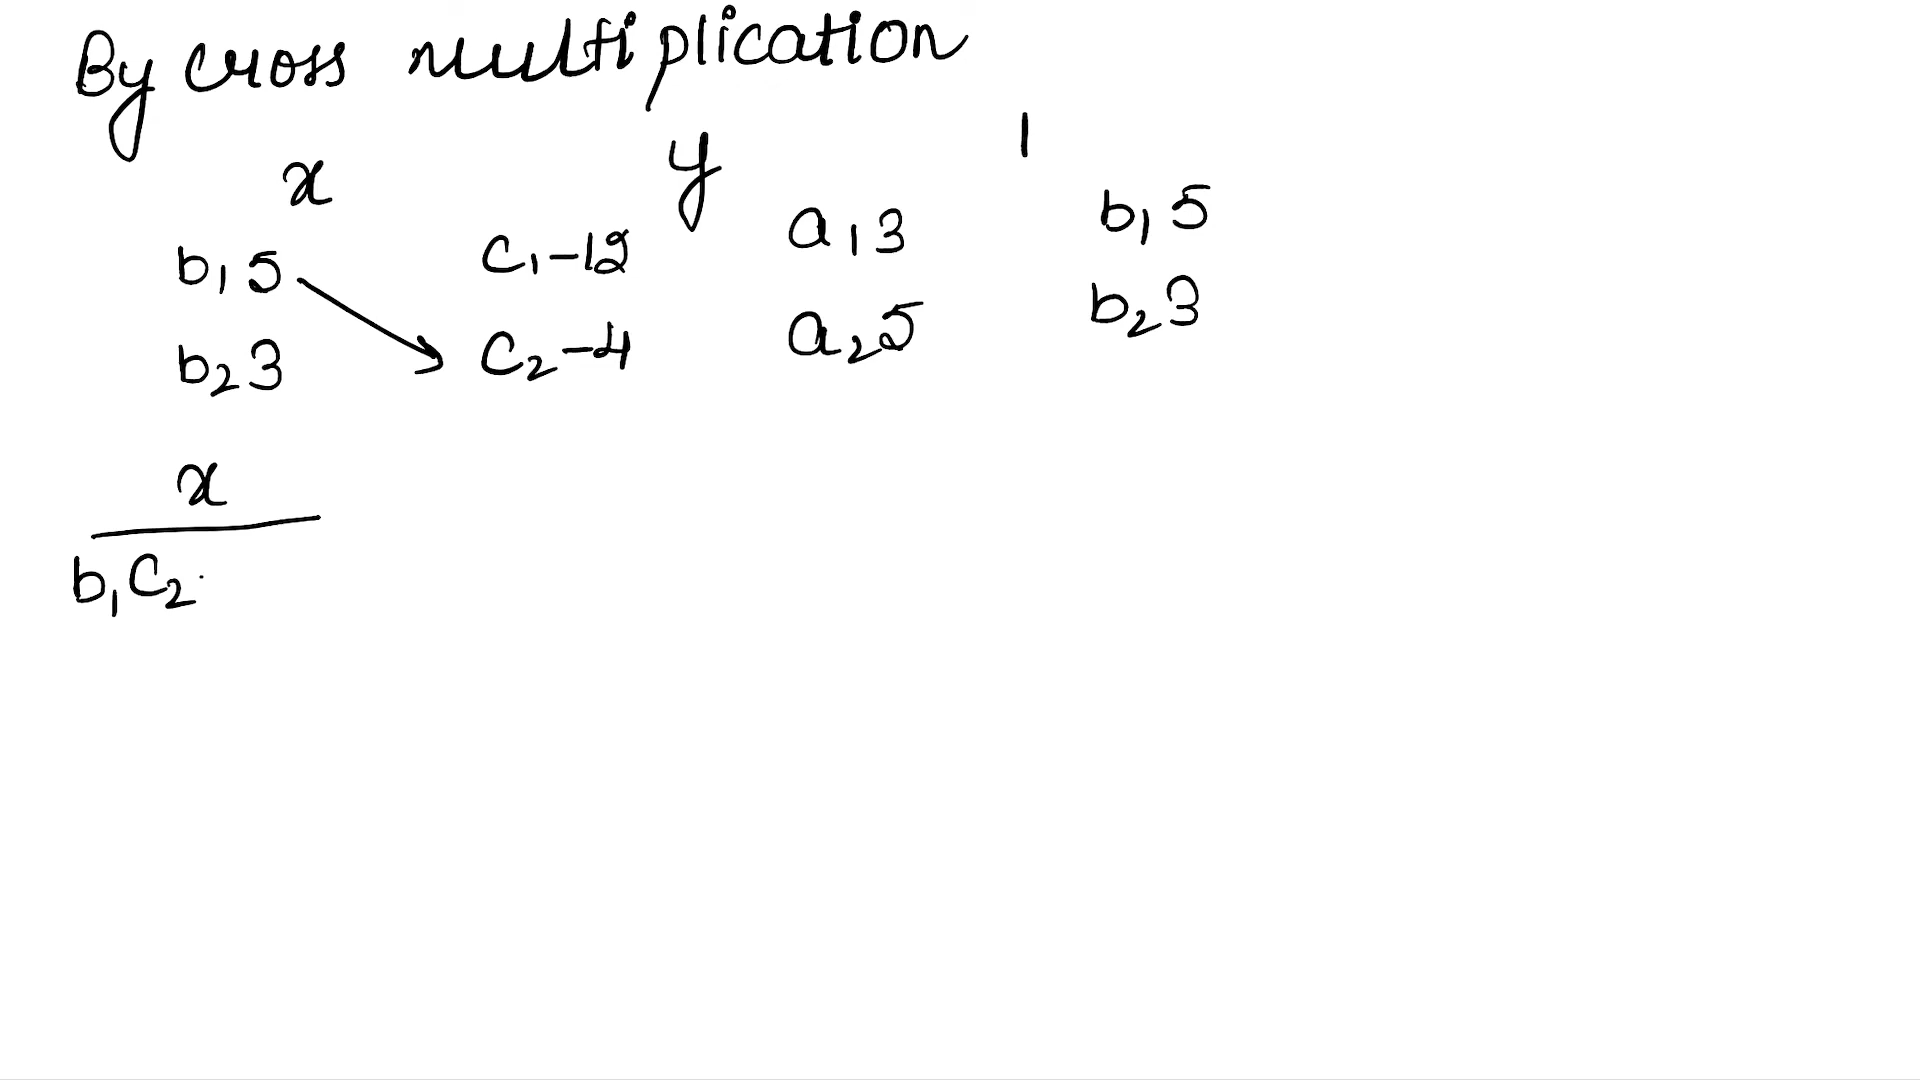 By cross multiplication
x y 1
b₁ 5 c₁ -12 a₁ 3 b₁ 5
b₂ 3 c₂ -4 a₂ 5 b₂ 3
x
b₁c₂